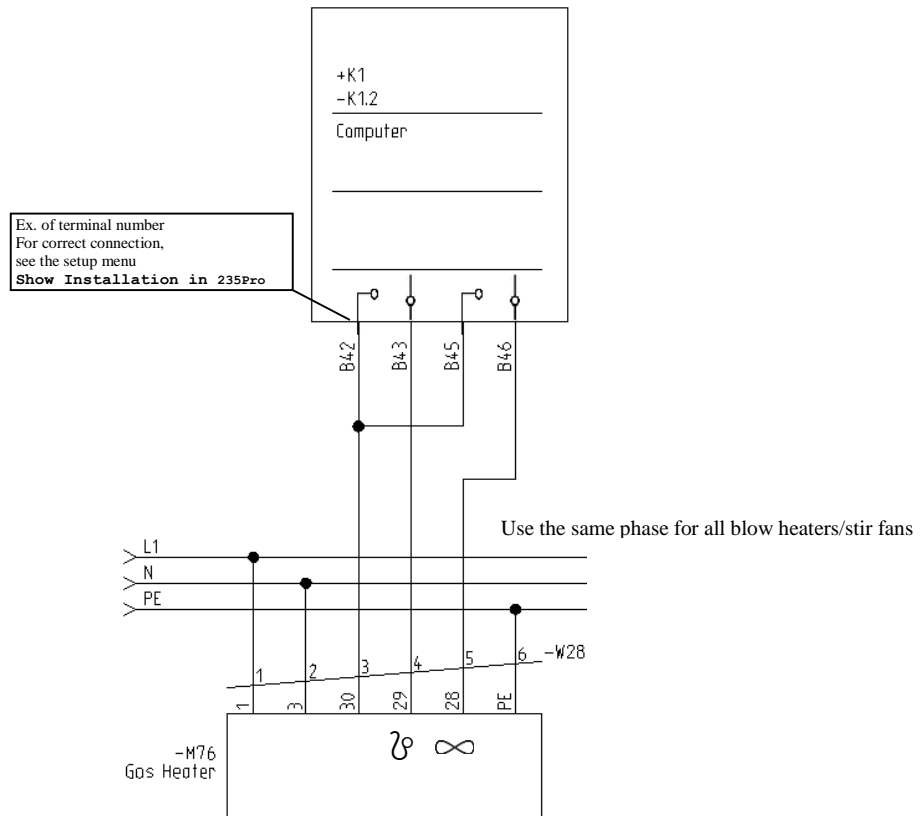 +K1
-K1.2
Computer
Ex. of terminal number
For correct connection,
see the setup menu
Show Installation in 235Pro
B42
B43
B45
B46
Use the same phase for all blow heaters/stir fans
L1
N
PE
1
2
3
4
5
6
-W28
1
3
30
29
28
PE
-M76
Gas Heater